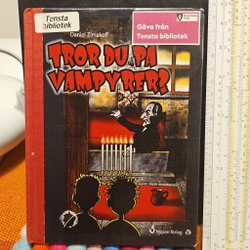 Tensta
bibliotek
Gåva från
Tensta bibliotek
Daniel Zimakoff
TROR DU PÅ
VAMPYRER?
Nypon förlag